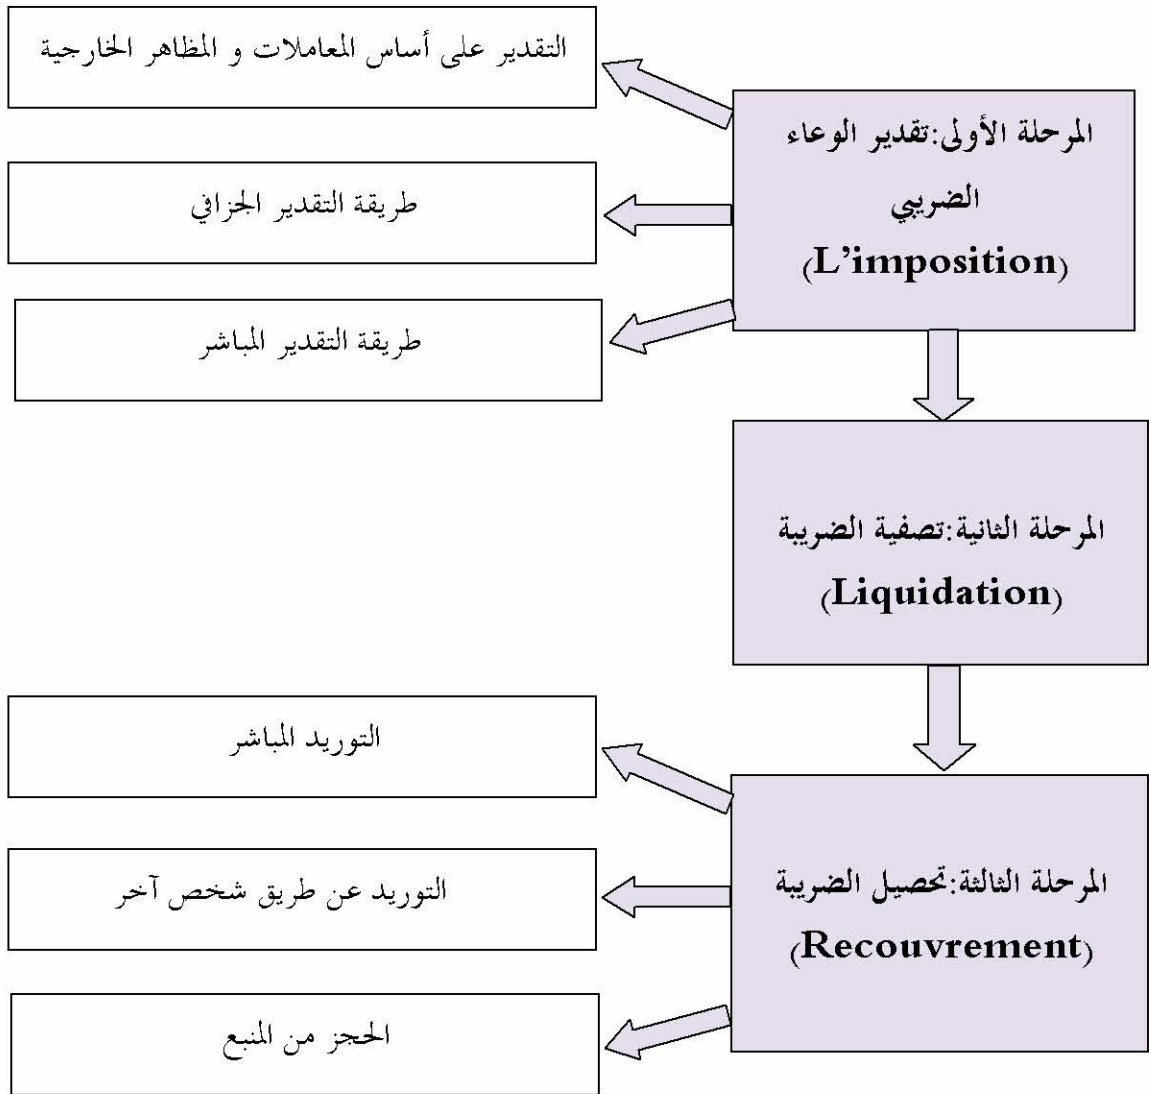 المرحلة الأولى:تقدير الوعاء
الضريبي
(L’imposition)
التقدير على أساس المعاملات و المظاهر الخارجية
طريقة التقدير الجزافي
طريقة التقدير المباشر
المرحلة الثانية:تصفية الضريبة
(Liquidation)
المرحلة الثالثة:تحصيل الضريبة
(Recouvrement)
التوريد المباشر
التوريد عن طريق شخص آخر
الحجز من المنبع